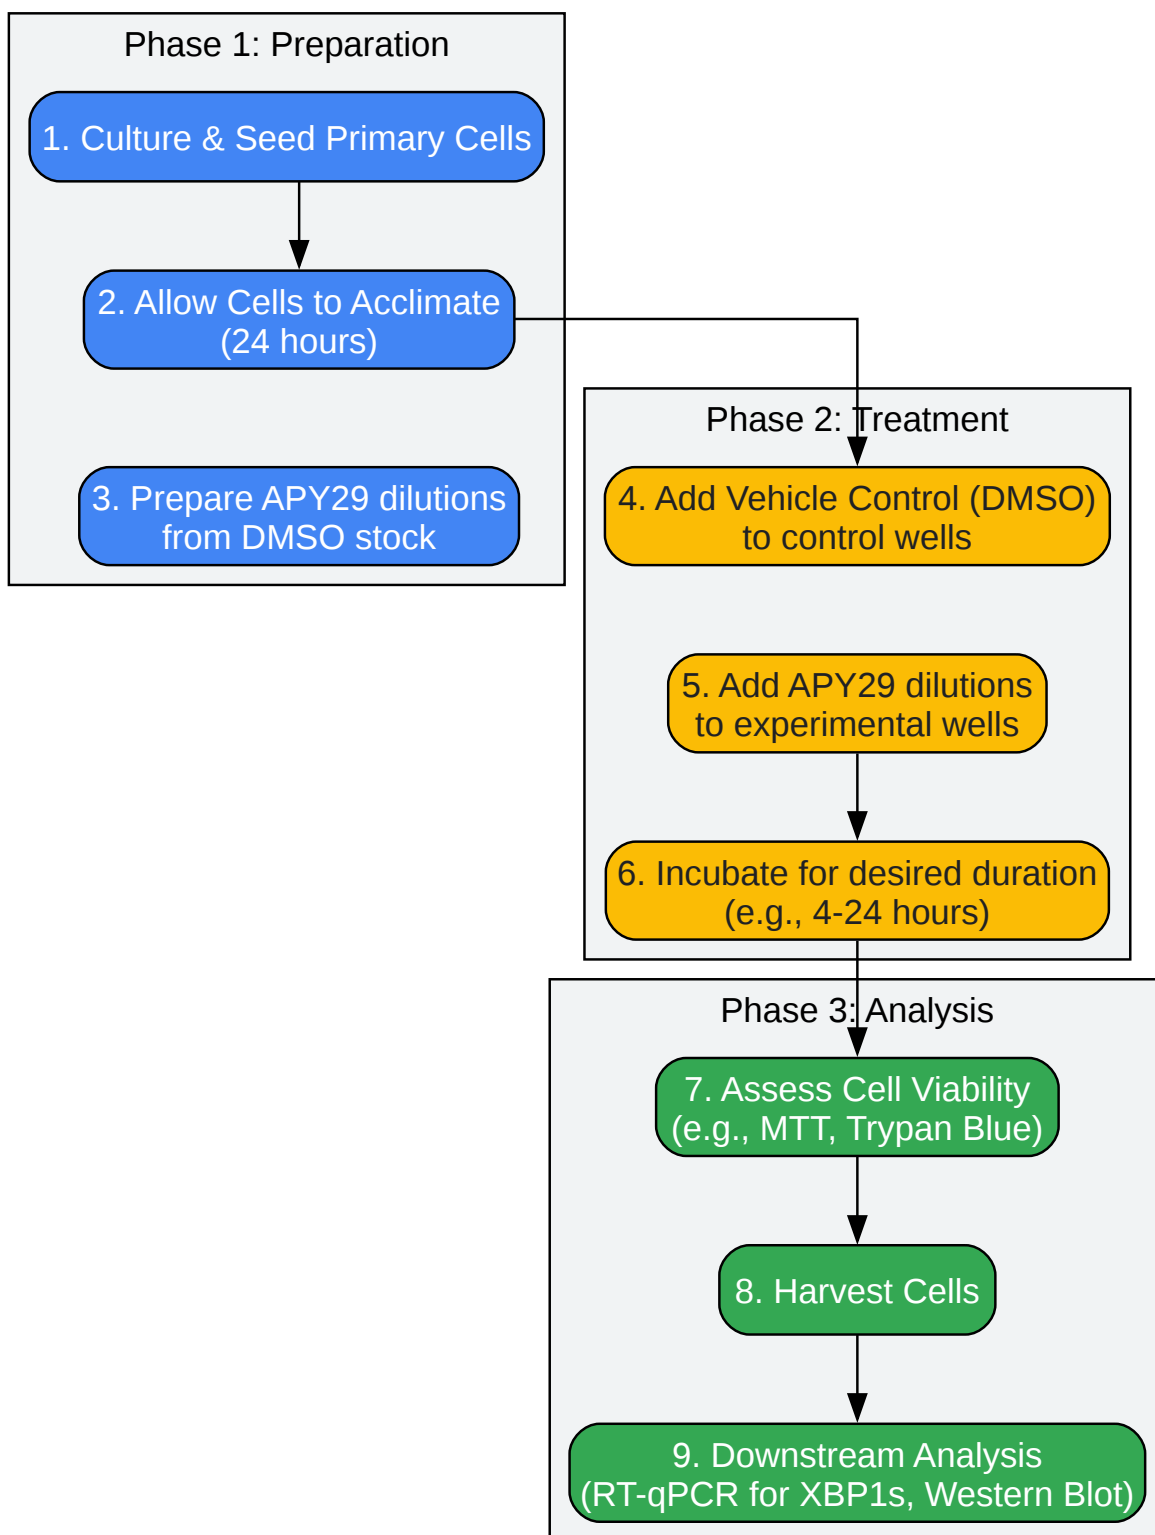 Phase 1: Preparation
1. Culture & Seed Primary Cells
2. Allow Cells to Acclimate
(24 hours)
3. Prepare APY29 dilutions
from DMSO stock
Phase 2: Treatment
4. Add Vehicle Control (DMSO)
to control wells
5. Add APY29 dilutions
to experimental wells
6. Incubate for desired duration
(e.g., 4-24 hours)
Phase 3: Analysis
7. Assess Cell Viability
(e.g., MTT, Trypan Blue)
8. Harvest Cells
9. Downstream Analysis
(RT-qPCR for XBP1s, Western Blot)